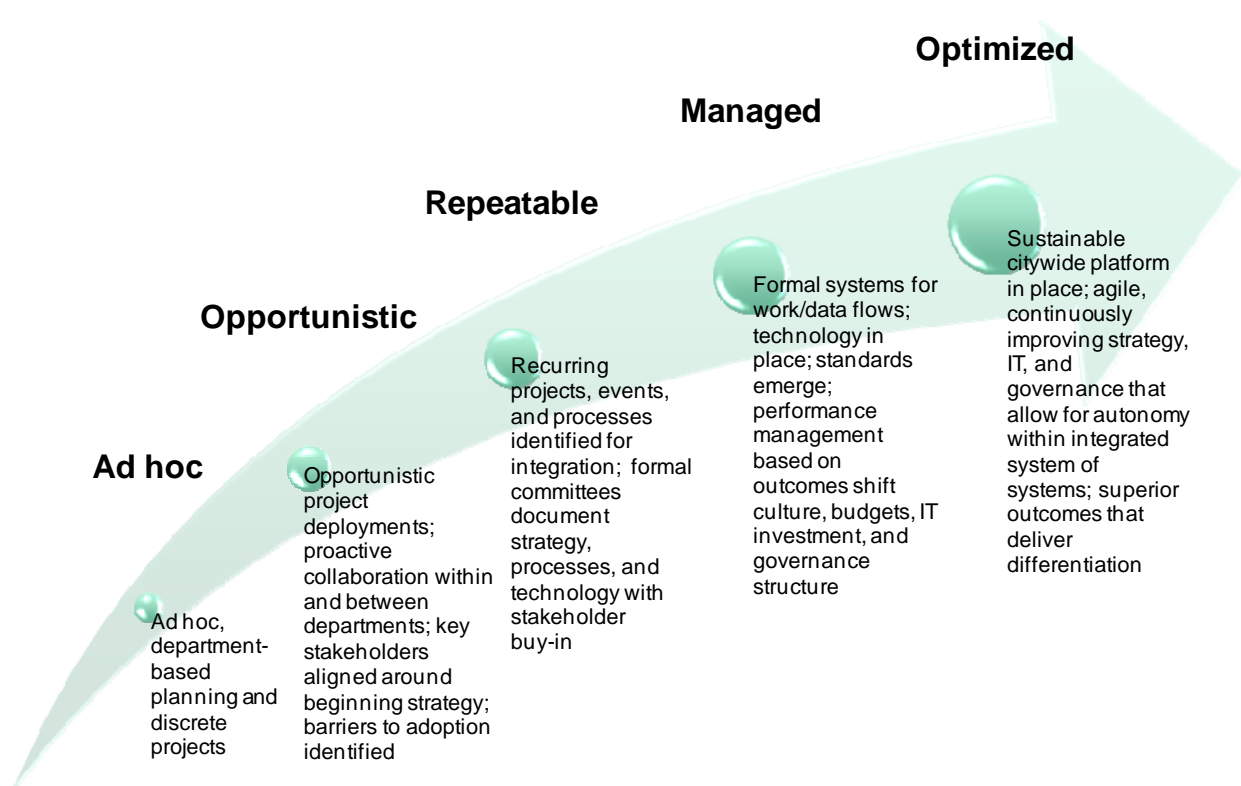 Optimized
Managed
Repeatable
Opportunistic
Ad hoc
Ad hoc,
department-
based
planning and
discrete
projects
Opportunistic
project
deployments;
proactive
collaboration within
and between
departments; key
stakeholders
aligned around
beginning strategy;
barriers to adoption
identified
Recurring
projects, events,
and processes
identified for
integration; formal
committees
document
strategy,
processes, and
technology with
stakeholder
buy-in
Formal systems for
work/data flows;
technology in
place; standards
emerge;
performance
management
based on
outcomes shift
culture, budgets, IT
investment, and
governance
structure
Sustainable
citywide platform
in place; agile,
continuously
improving strategy,
IT, and
governance that
allow for autonomy
within integrated
system of
systems; superior
outcomes that
deliver
differentiation